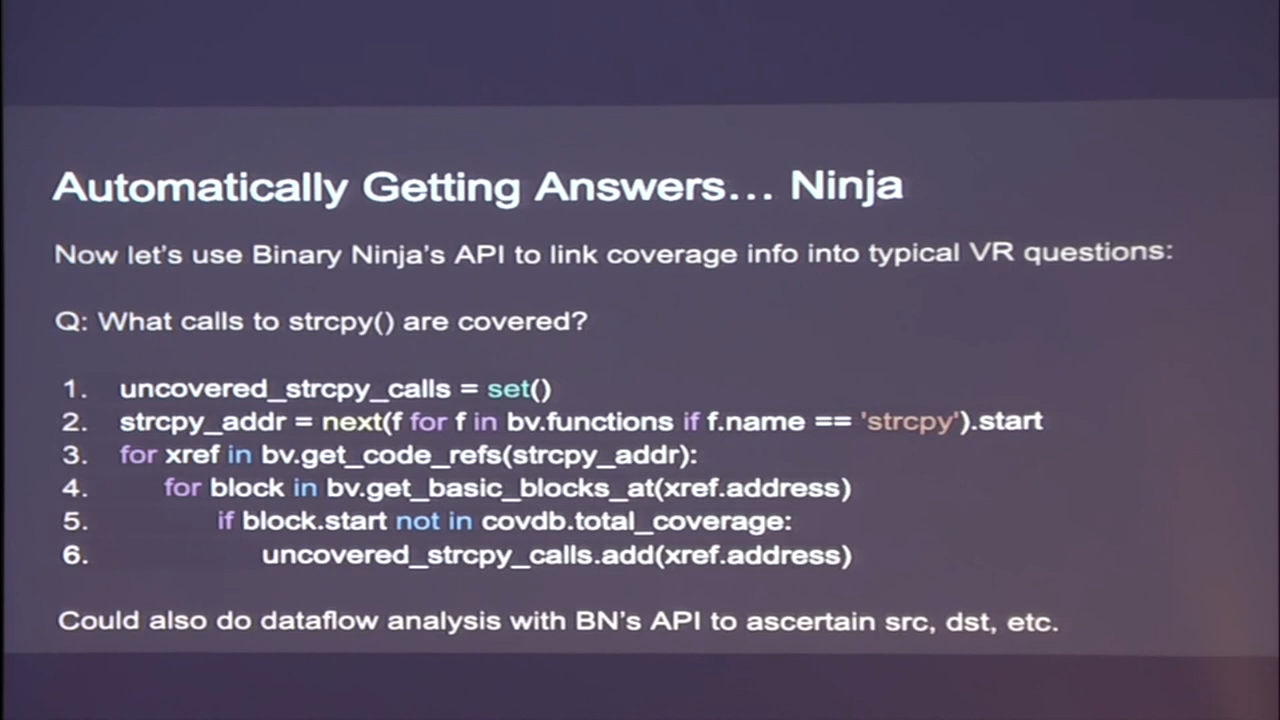 Automatically Getting Answers… Ninja
Now let's use Binary Ninja's API to link coverage info into typical VR questions:
Q: What calls to strcpy() are covered?
1. uncovered_strcpy_calls = set()
2. strcpy_addr = next(f for f in bv.functions if f.name == 'strcpy').start
3. for xref in bv.get_code_refs(strcpy_addr):
4. for block in bv.get_basic_blocks_at(xref.address)
5. if block.start not in covdb.total_coverage:
6. uncovered_strcpy_calls.add(xref.address)
Could also do dataflow analysis with BN's API to ascertain src, dst, etc.